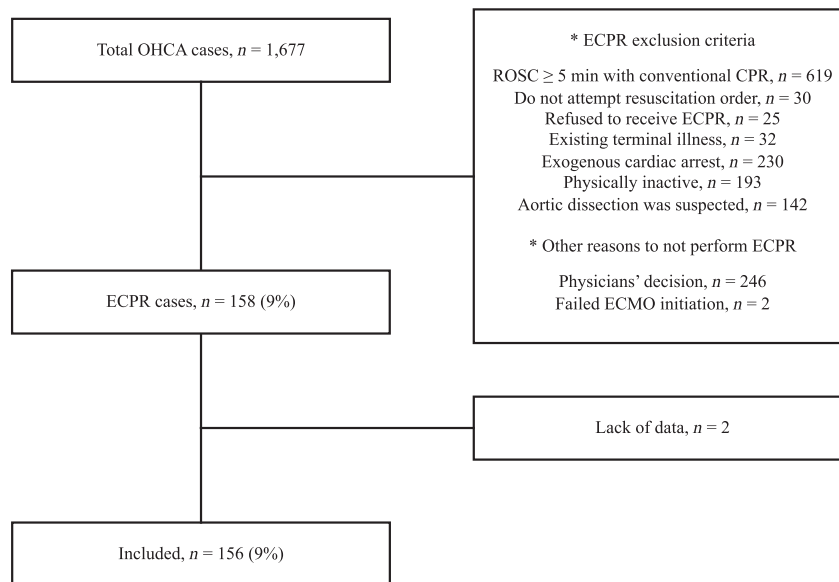 Total OHCA cases, n = 1,677
* ECPR exclusion criteria
ROSC ≥ 5 min with conventional CPR, n = 619
Do not attempt resuscitation order, n = 30
Refused to receive ECPR, n = 25
Existing terminal illness, n = 32
Exogenous cardiac arrest, n = 230
Physically inactive, n = 193
Aortic dissection was suspected, n = 142
* Other reasons to not perform ECPR
Physicians’ decision, n = 246
Failed ECMO initiation, n = 2
ECPR cases, n = 158 (9%)
Lack of data, n = 2
Included, n = 156 (9%)